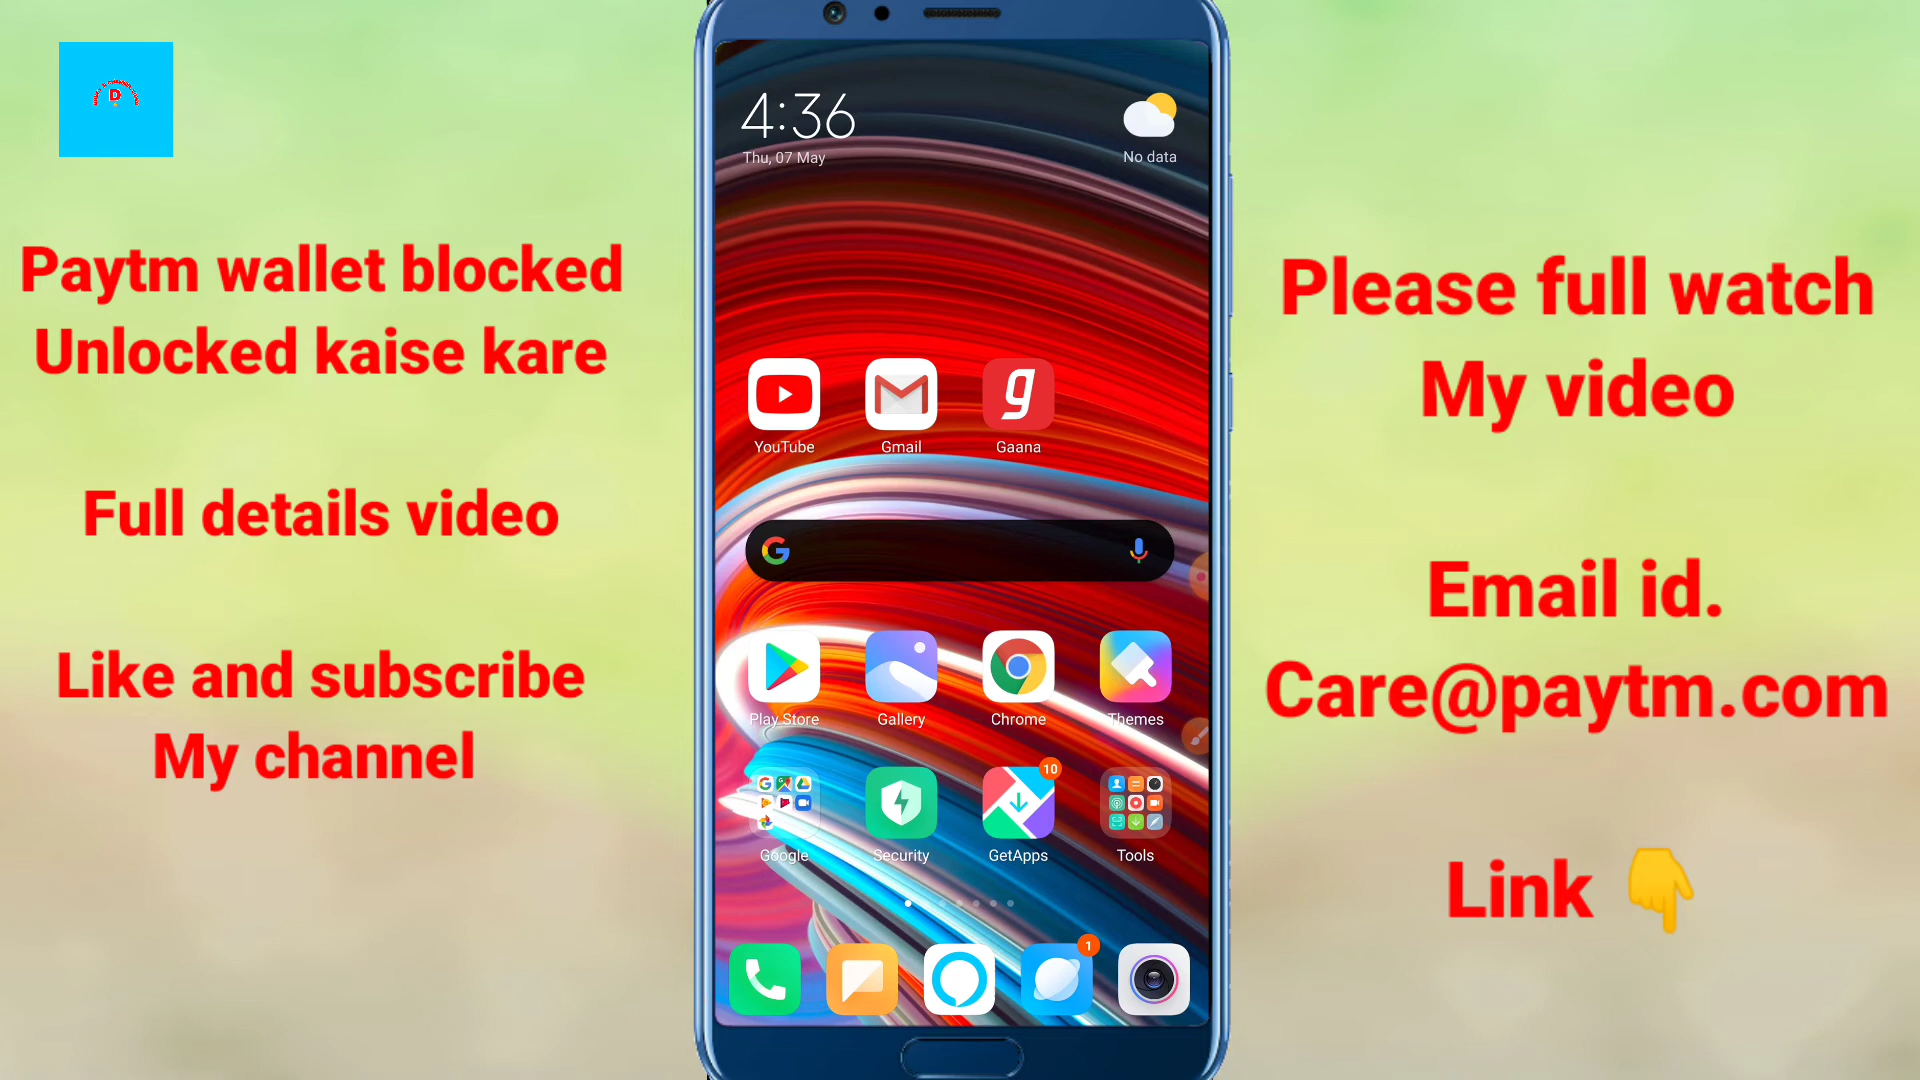 D
Paytm wallet blocked
Unlocked kaise kare
Full details video
Like and subscribe
My channel
4:36
Thu, 07 May
No data
YouTube
Gmail
Gaana
Play Store
Gallery
Chrome
Themes
10
Google
Security
GetApps
Tools
1
Please full watch
My video
Email id.
Care@paytm.com
Link 👇